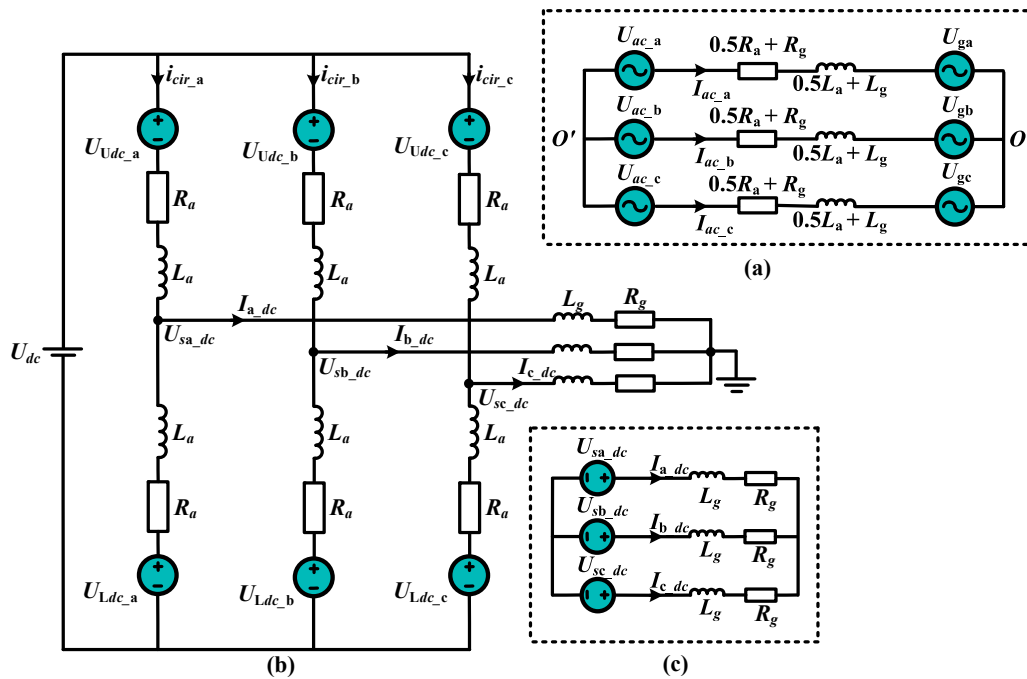 i_cir_a
i_cir_b
i_cir_c
U_Udc_a
U_Udc_b
U_Udc_c
R_a
R_a
R_a
L_a
L_a
L_a
I_a_dc
L_g
R_g
U_sa_dc
I_b_dc
U_dc
U_sb_dc
I_c_dc
U_sc_dc
L_a
L_a
L_a
R_a
R_a
R_a
U_Ldc_a
U_Ldc_b
U_Ldc_c
(b)
U_ac_a
0.5R_a + R_g
U_ga
I_ac_a
0.5L_a + L_g
U_ac_b
0.5R_a + R_g
U_gb
O'
O
I_ac_b
0.5L_a + L_g
U_ac_c
0.5R_a + R_g
U_gc
I_ac_c
0.5L_a + L_g
(a)
U_sa_dc
I_a_dc
L_g
R_g
U_sb_dc
I_b_dc
L_g
R_g
U_sc_dc
I_c_dc
L_g
R_g
(c)